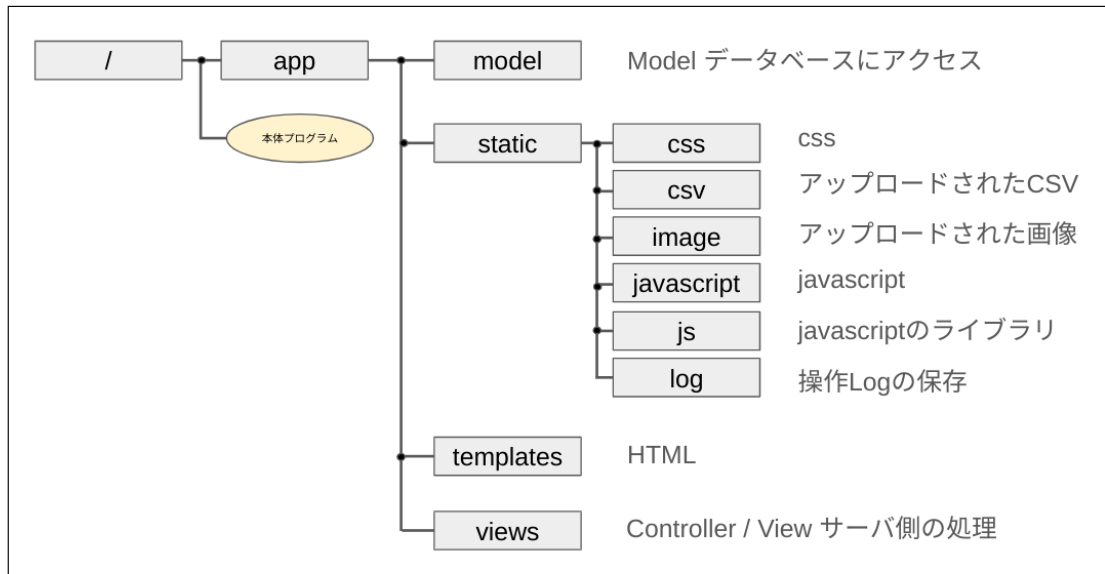 /
app
model
Model データベースにアクセス
本体プログラム
static
css
css
csv
アップロードされたCSV
image
アップロードされた画像
javascript
javascript
js
javascriptのライブラリ
log
操作Logの保存
templates
HTML
views
Controller / View サーバ側の処理